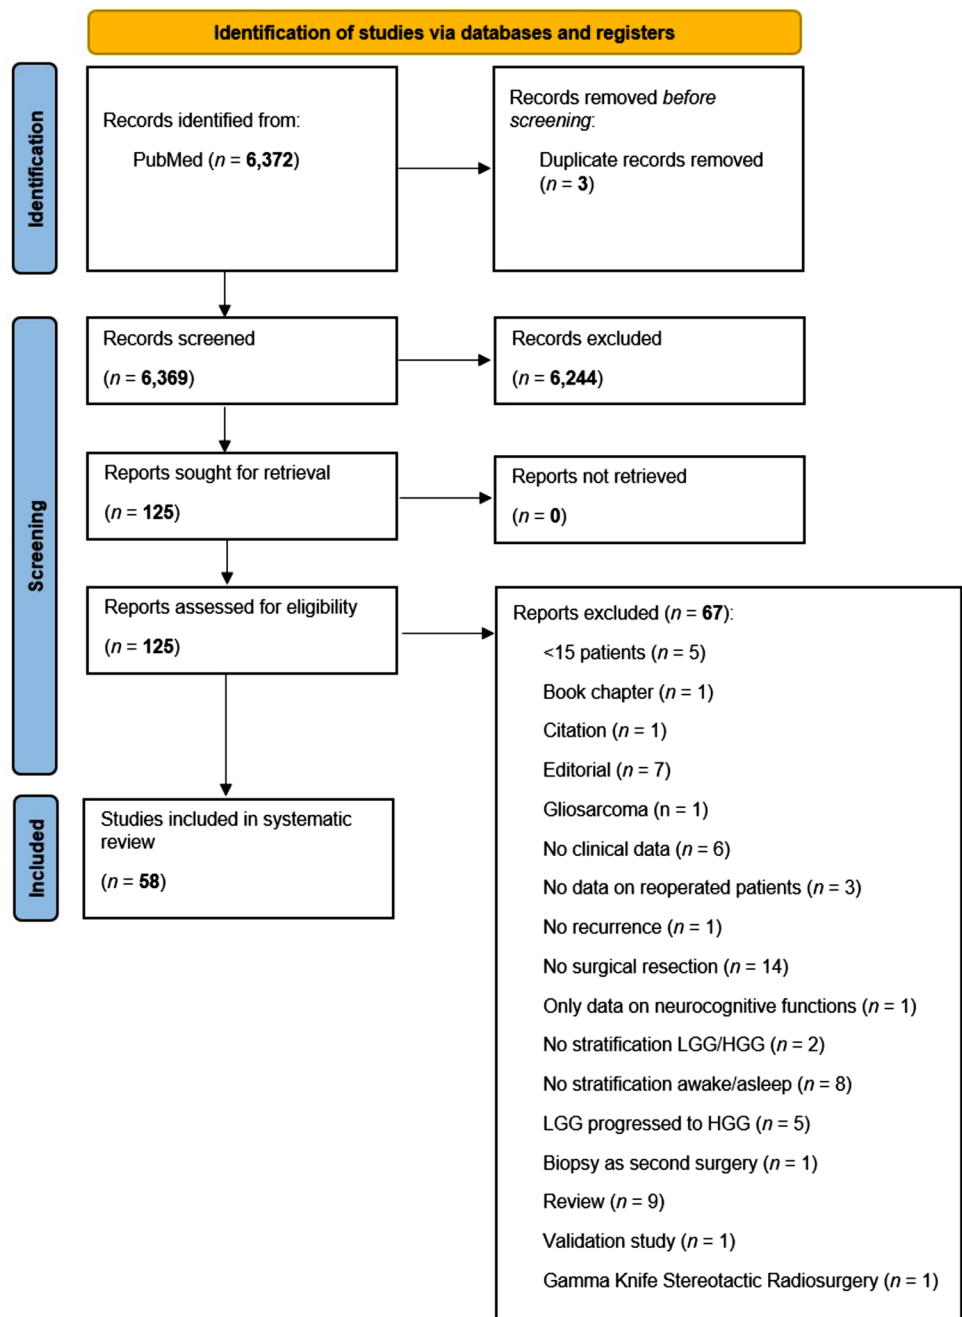 Identification of studies via databases and registers
Identification
Records identified from:
PubMed (n = 6,372)
Records removed before
screening:
Duplicate records removed
(n = 3)
Screening
Records screened
(n = 6,369)
Records excluded
(n = 6,244)
Reports sought for retrieval
(n = 125)
Reports not retrieved
(n = 0)
Reports assessed for eligibility
(n = 125)
Reports excluded (n = 67):
<15 patients (n = 5)
Book chapter (n = 1)
Citation (n = 1)
Editorial (n = 7)
Gliosarcoma (n = 1)
No clinical data (n = 6)
No data on reoperated patients (n = 3)
No recurrence (n = 1)
No surgical resection (n = 14)
Only data on neurocognitive functions (n = 1)
No stratification LGG/HGG (n = 2)
No stratification awake/asleep (n = 8)
LGG progressed to HGG (n = 5)
Biopsy as second surgery (n = 1)
Review (n = 9)
Validation study (n = 1)
Gamma Knife Stereotactic Radiosurgery (n = 1)
Included
Studies included in systematic
review
(n = 58)